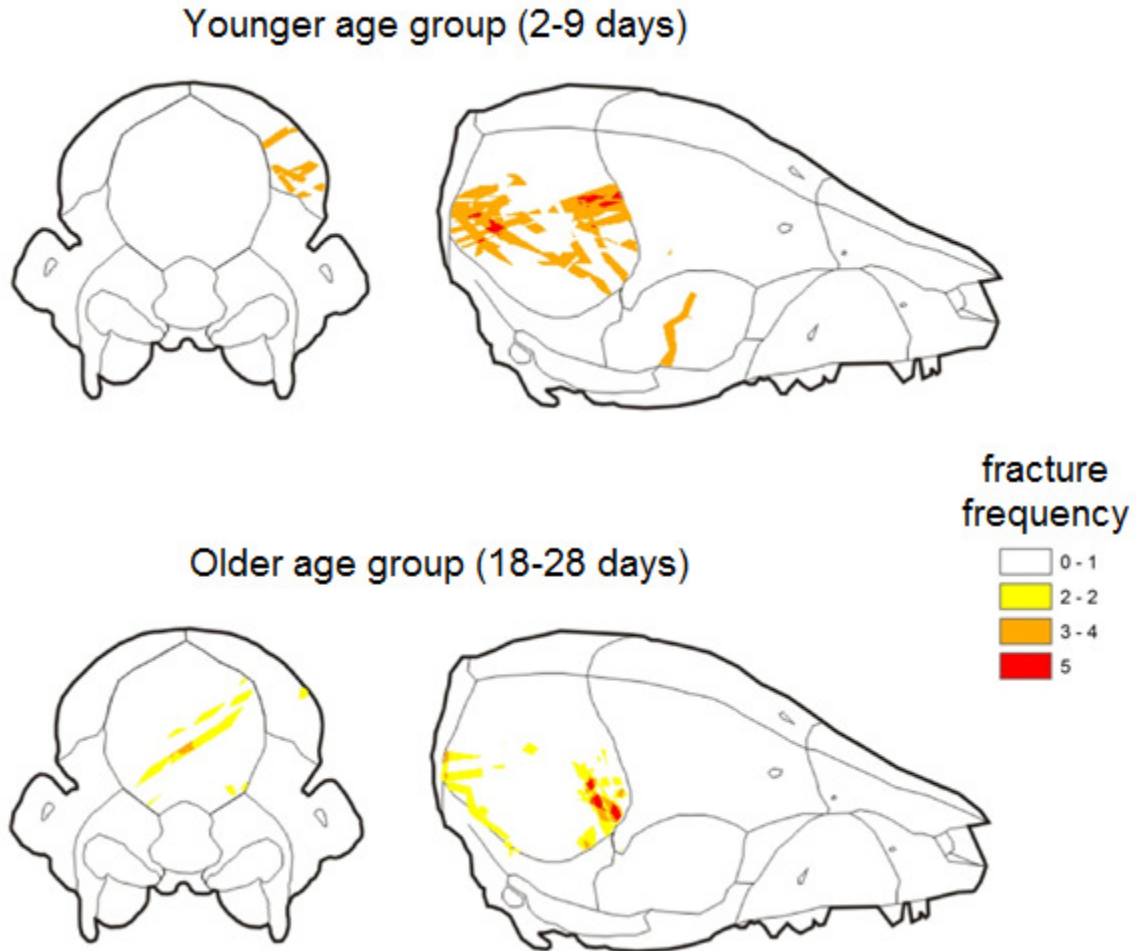 Younger age group (2-9 days)
fracture
frequency
0 - 1
2 - 2
3 - 4
5
Older age group (18-28 days)